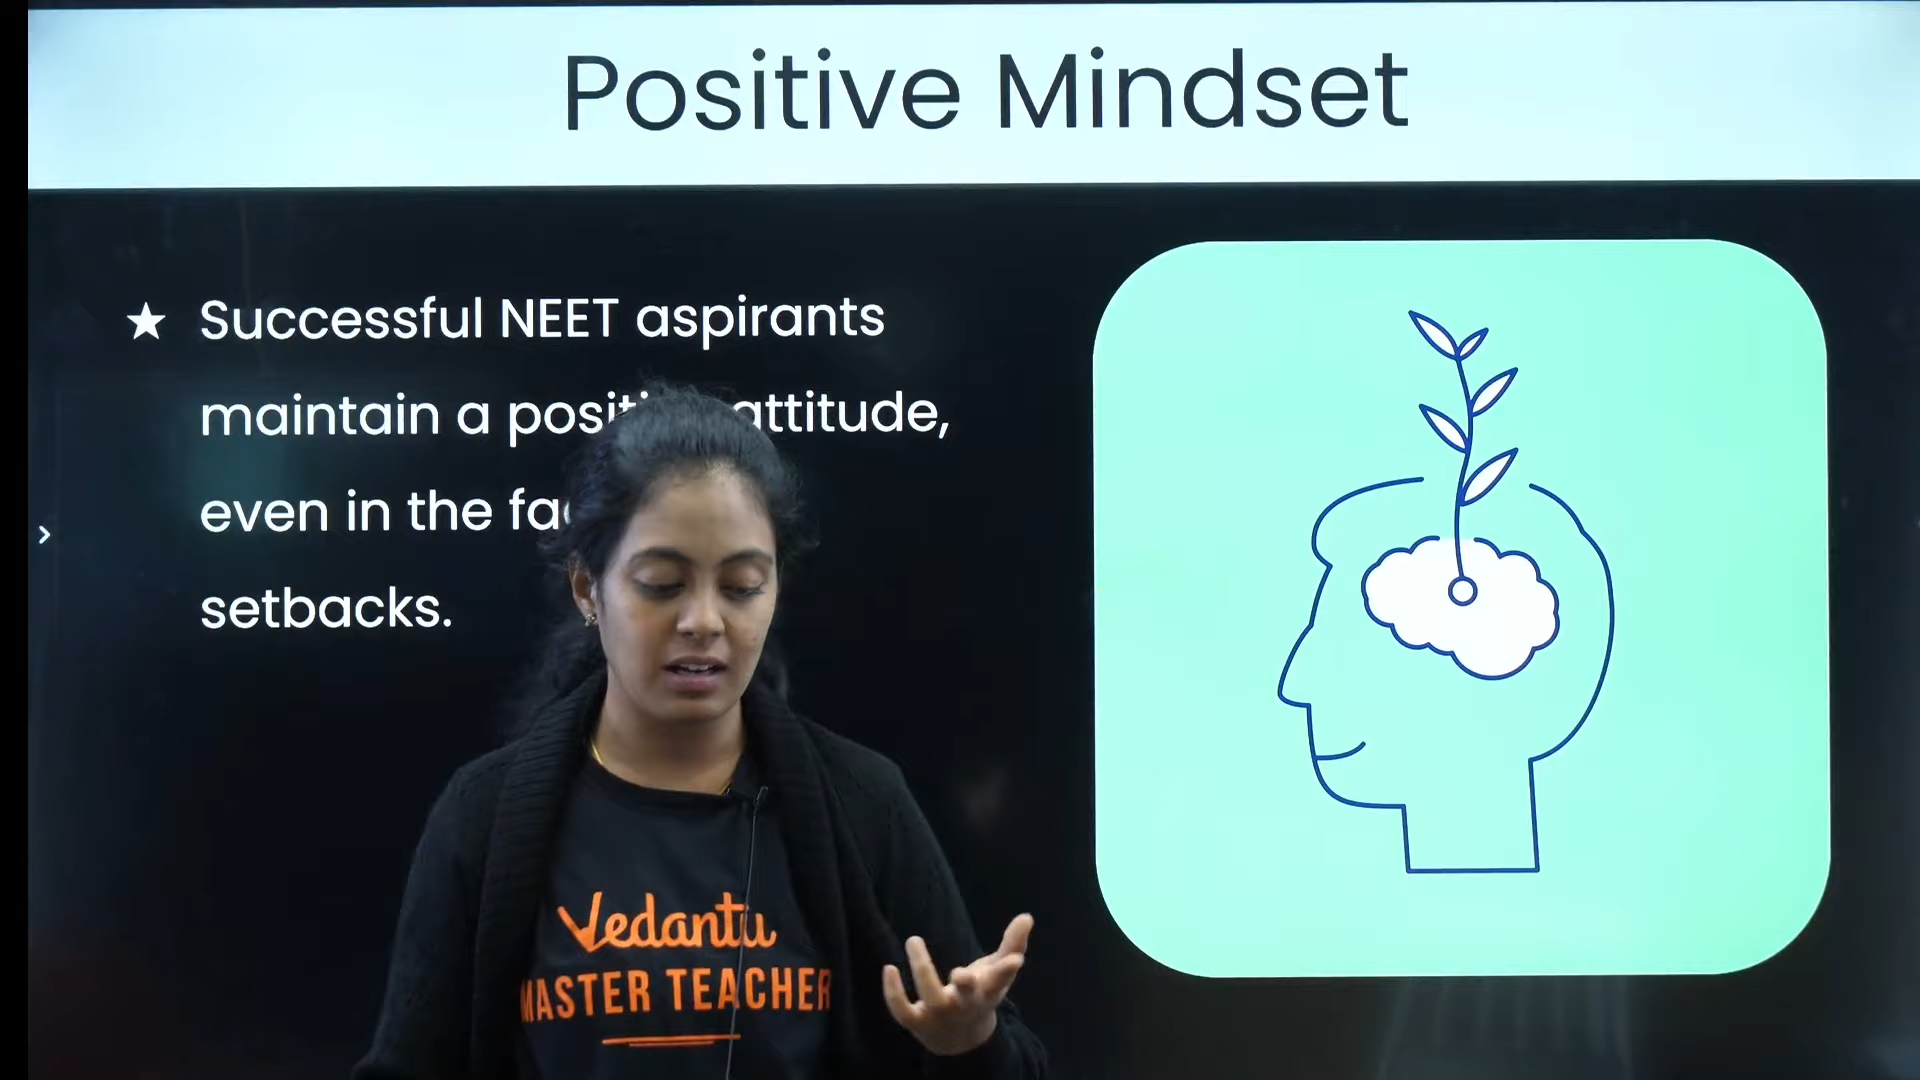 Positive Mindset
★ Successful NEET aspirants
maintain a attitude,
even in the
setbacks.
Vedantu
MASTER TEACHER